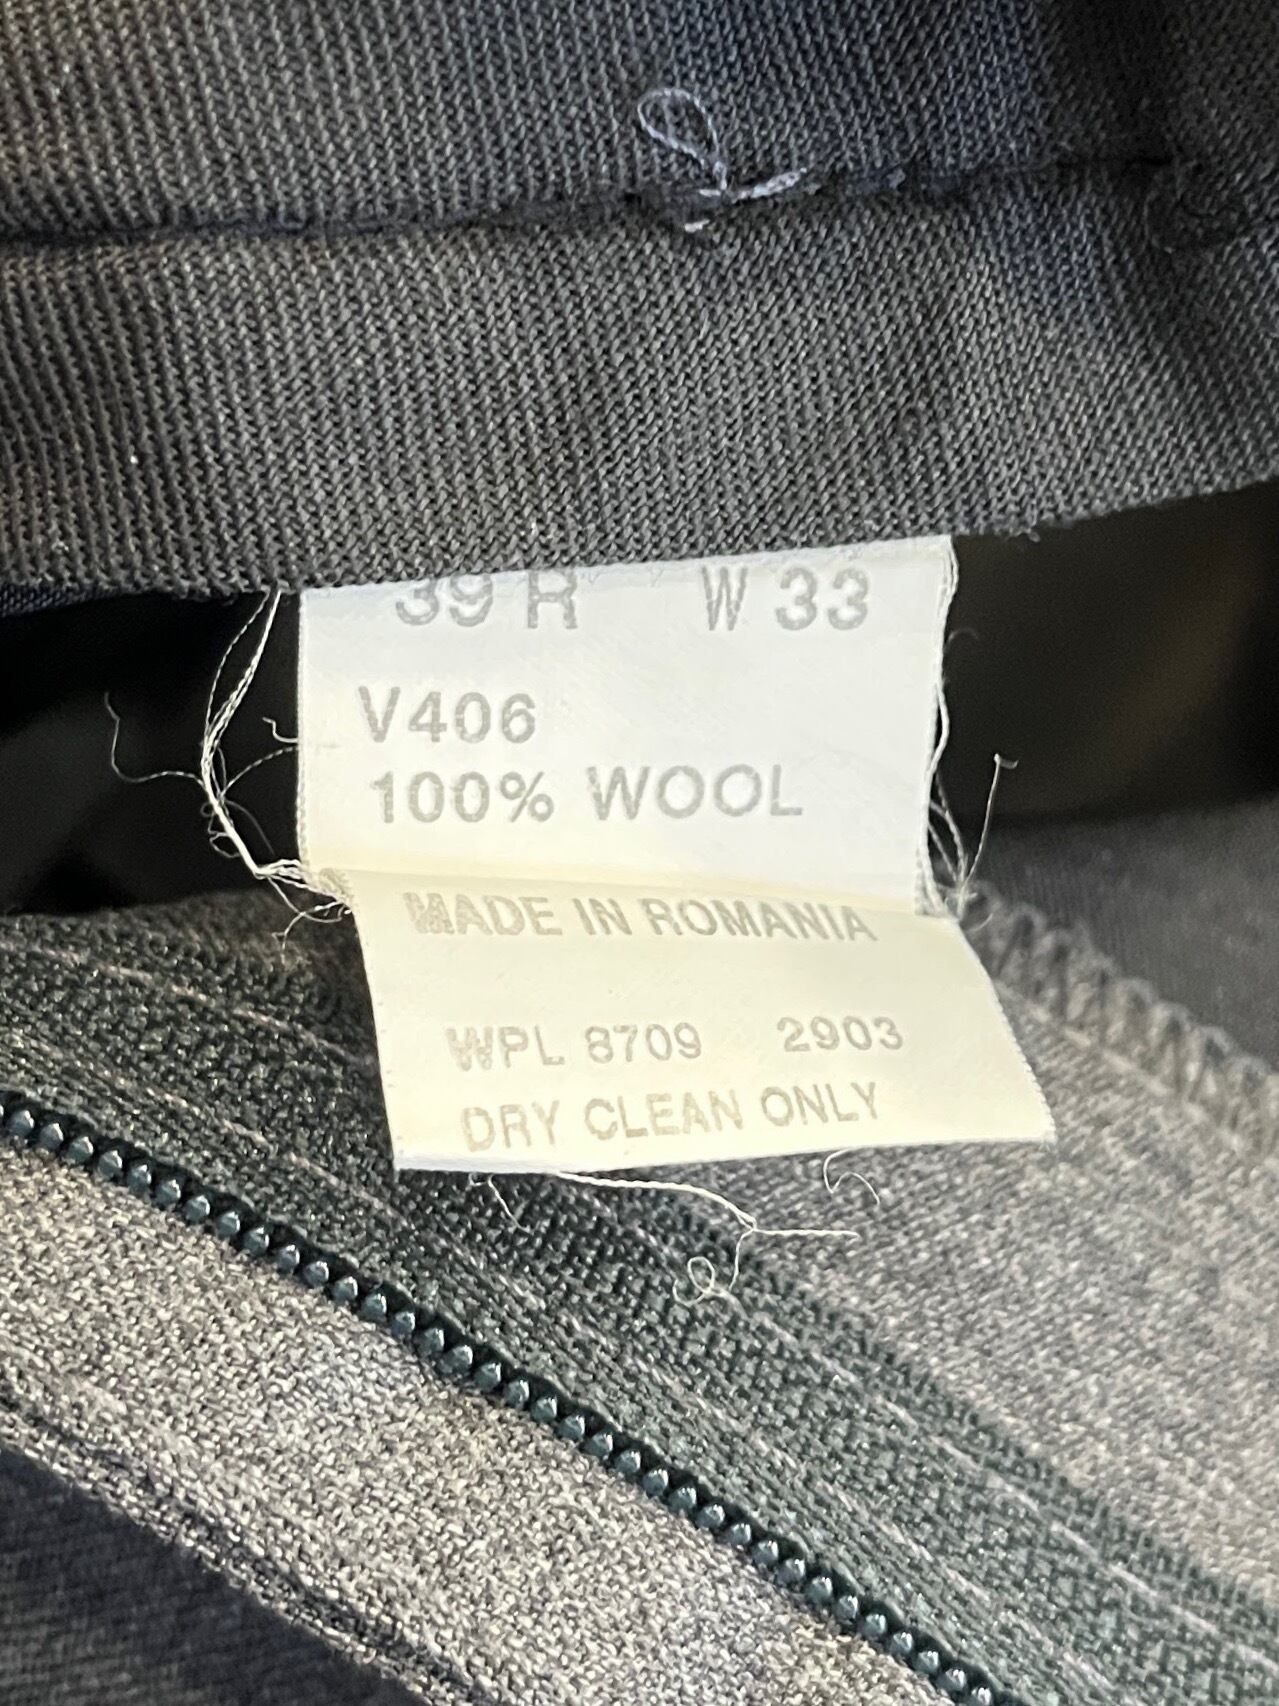 39 R W 33
V406
100% WOOL
MADE IN ROMANIA
WPL 8709 2903
DRY CLEAN ONLY